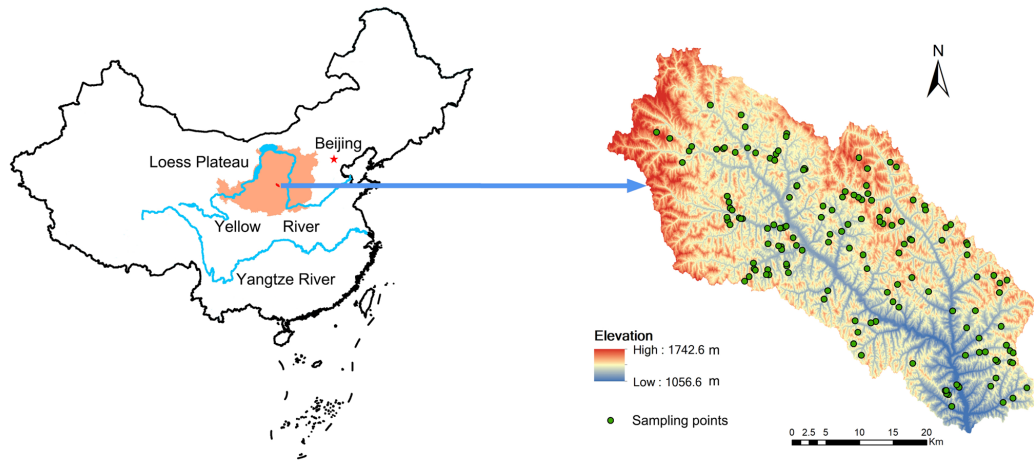 Beijing
Loess Plateau
Yellow River
Yangtze River
N
Elevation
High : 1742.6 m
Low : 1056.6 m
Sampling points
0 2.5 5 10 15 20
Km